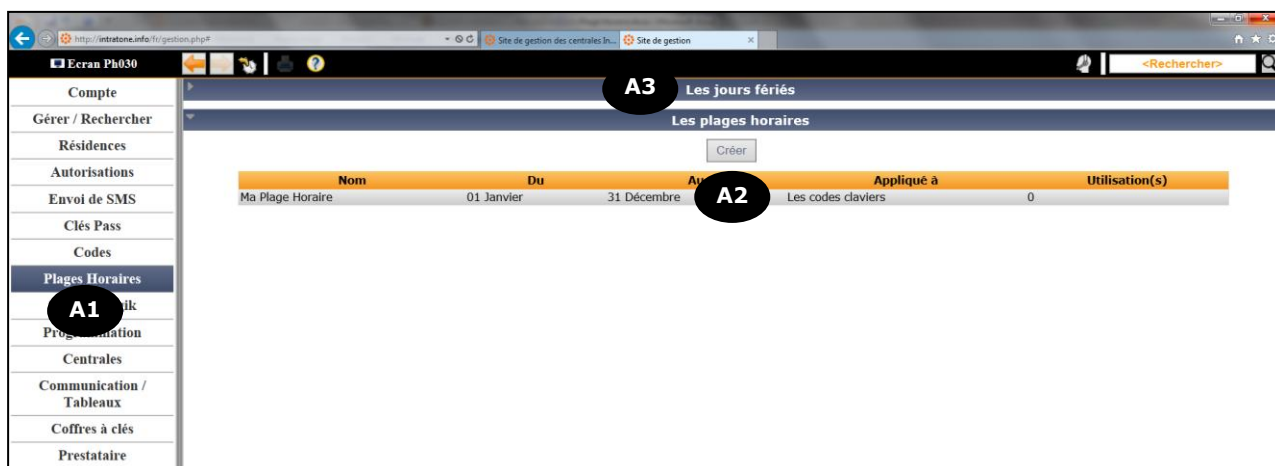 http://intratone.info/fr/gestion.php#
Site de gestion des centrales In...
Site de gestion
Ecran Ph030
<Rechercher>
Compte
Gérer / Rechercher
Résidences
Autorisations
Envoi de SMS
Clés Pass
Codes
Plages Horaires
A1
Centrales
Communication /
Tableaux
Coffres à clés
Prestataire
A3
Les jours fériés
Les plages horaires
Créer
Nom Du Au Appliqué à Utilisation(s)
Ma Plage Horaire 01 Janvier 31 Décembre A2 Les codes claviers 0